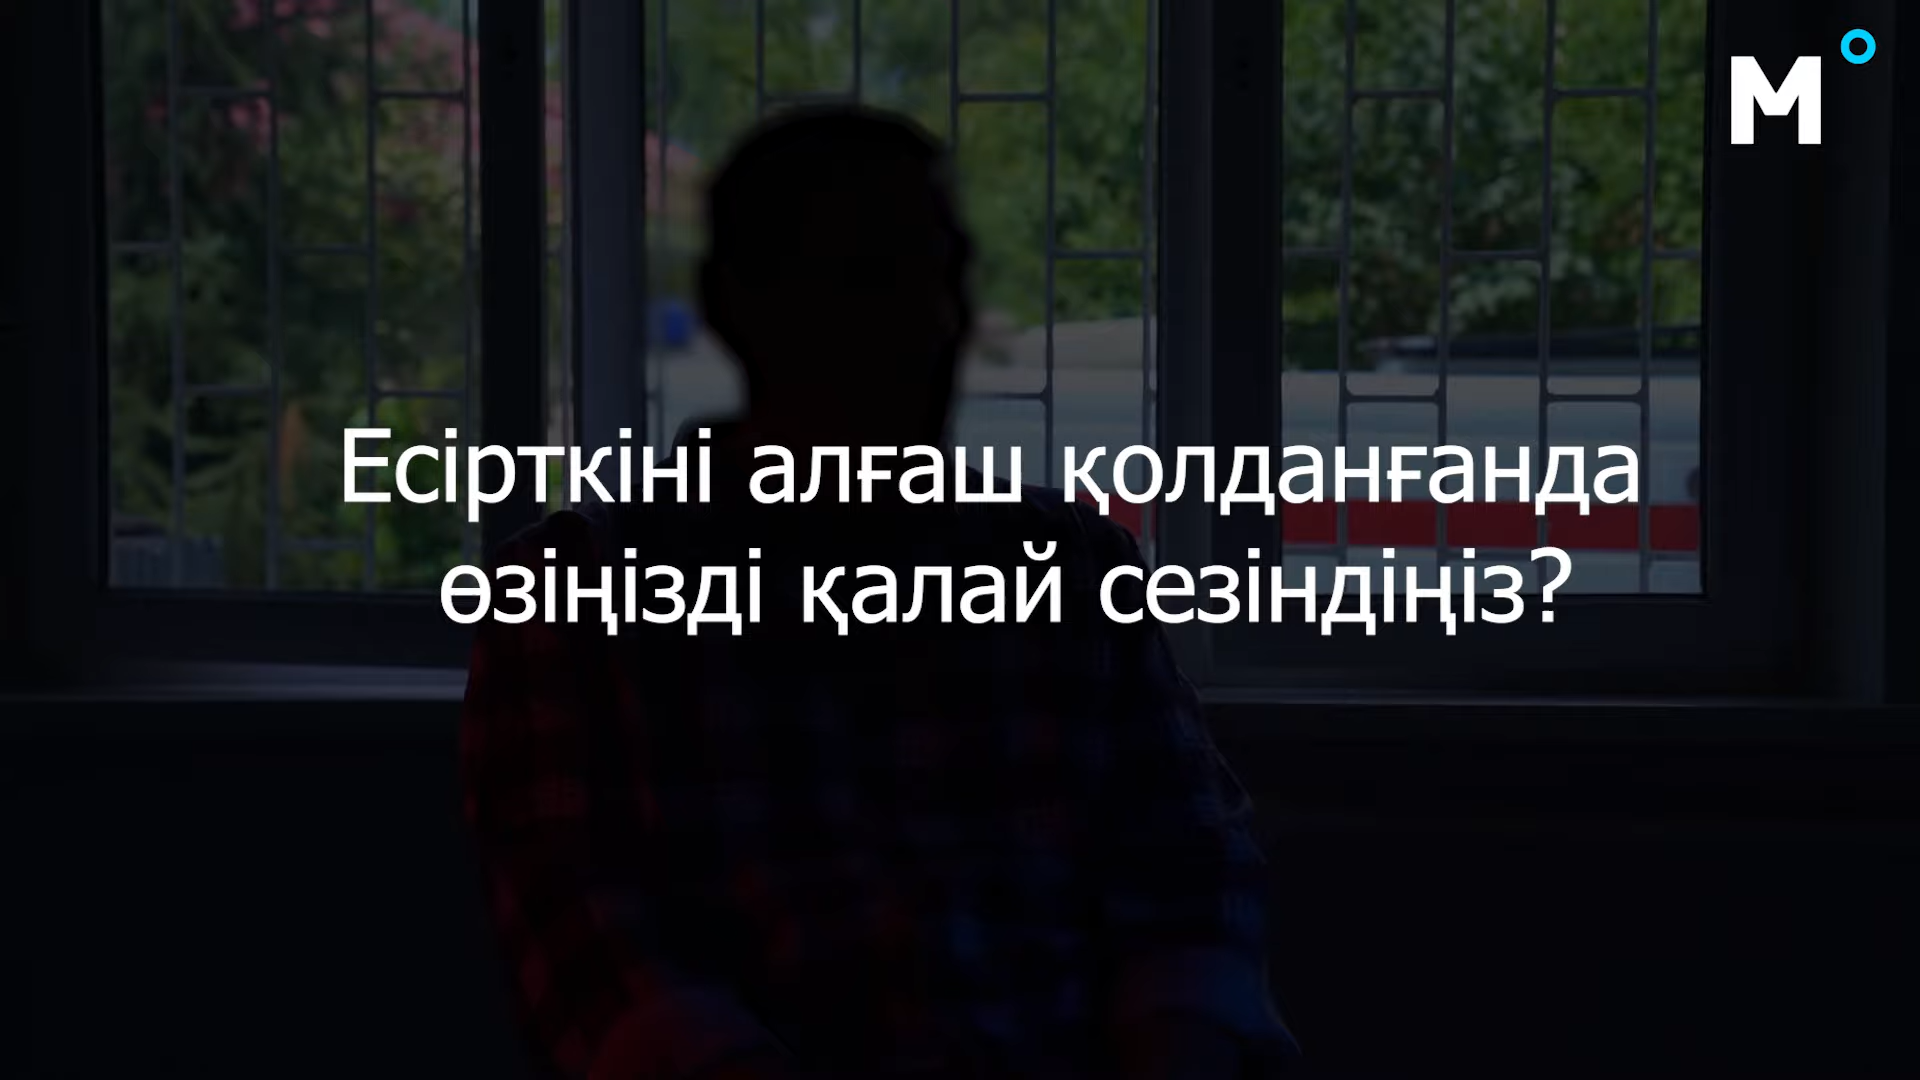 M°
Есірткіні алғаш қолданғанда
өзіңізді қалай сезіндіңіз?